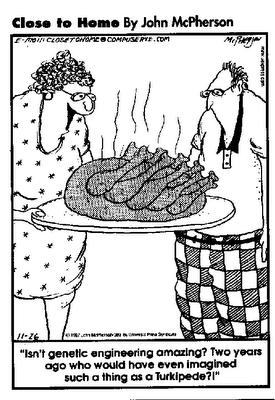 Close to Home By John McPherson
E-MAIL: CLOSETOHOME@COMPUSERVE.COM
McPherson
11-26
© 1997 John McPherson/Dist. by Universal Press Syndicate
"Isn't genetic engineering amazing? Two years
ago who would have even imagined
such a thing as a Turkipede?!"